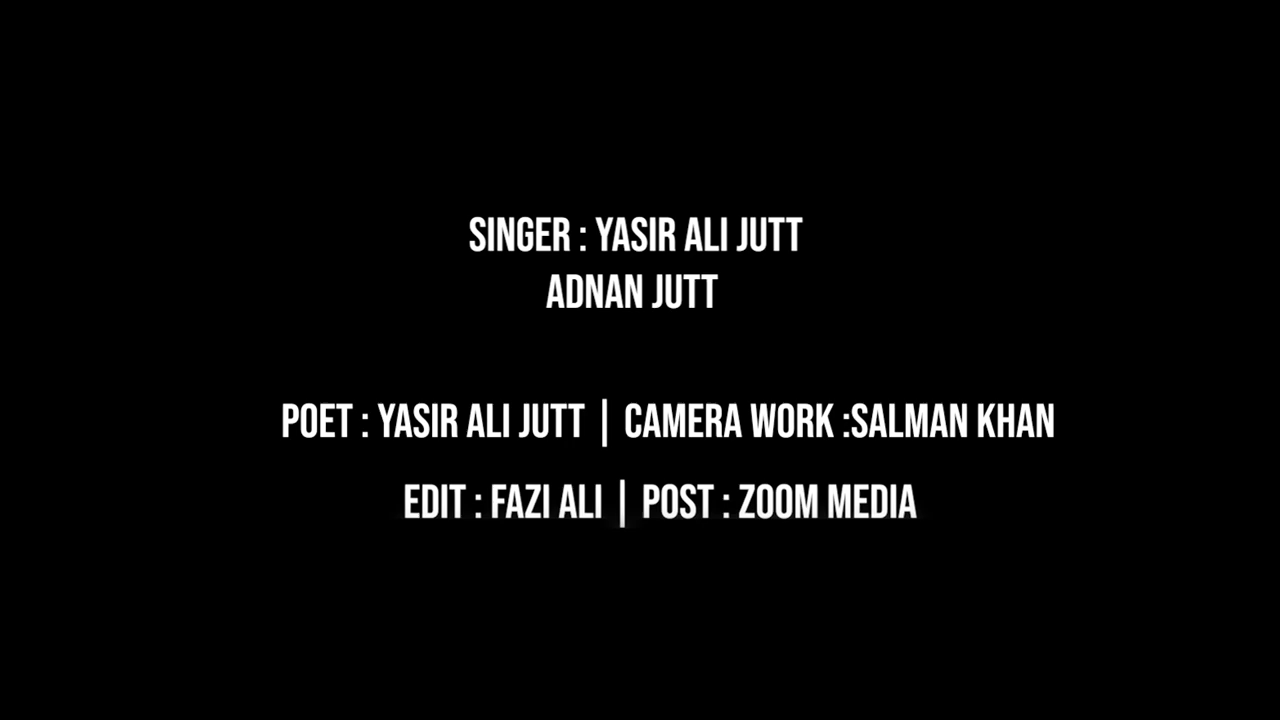 SINGER : YASIR ALI JUTT
ADNAN JUTT
POET : YASIR ALI JUTT | CAMERA WORK :SALMAN KHAN
EDIT : FAZI ALI | POST : ZOOM MEDIA